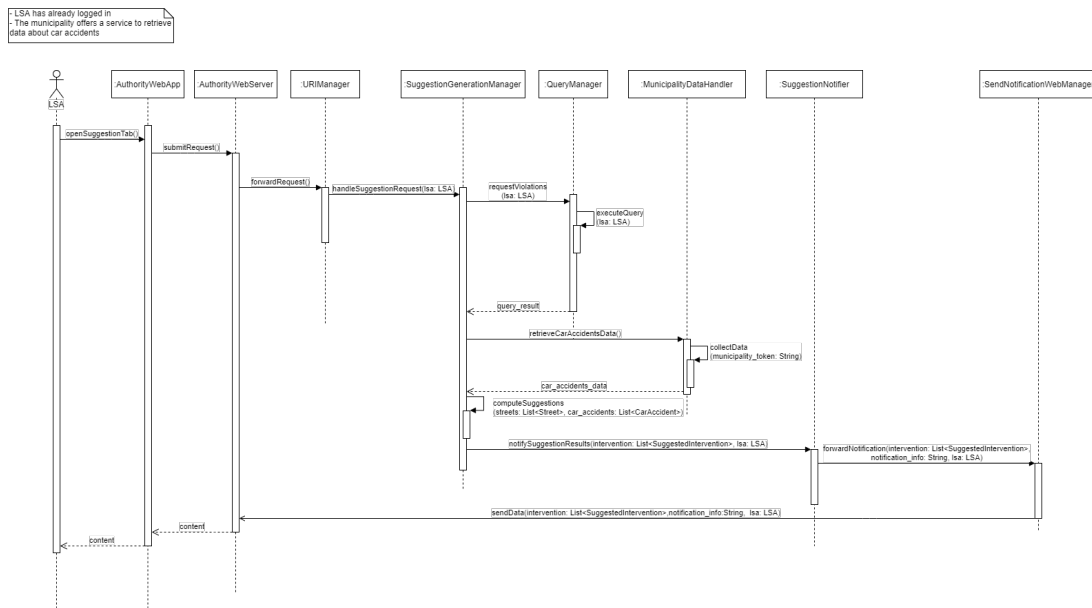 - LSA has already logged in
- The municipality offers a service to retrieve
data about car accidents
LSA
:AuthorityWebApp
:AuthorityWebServer
:URIManager
:SuggestionGenerationManager
:QueryManager
:MunicipalityDataHandler
:SuggestionNotifier
:SendNotificationWebManager
openSuggestionTab()
submitRequest()
forwardRequest()
handleSuggestionRequest(lsa: LSA)
requestViolations
(lsa: LSA)
executeQuery
(lsa: LSA)
query_result
retrieveCarAccidentsData()
collectData
(municipality_token: String)
car_accidents_data
computeSuggestions
(streets: List<Street>, car_accidents: List<CarAccident>)
notifySuggestionResults(intervention: List<SuggestedIntervention>, lsa: LSA)
forwardNotification(intervention: List<SuggestedIntervention>,
notification_info: String, lsa: LSA)
sendData(intervention: List<SuggestedIntervention>,notification_info:String, lsa: LSA)
content
content